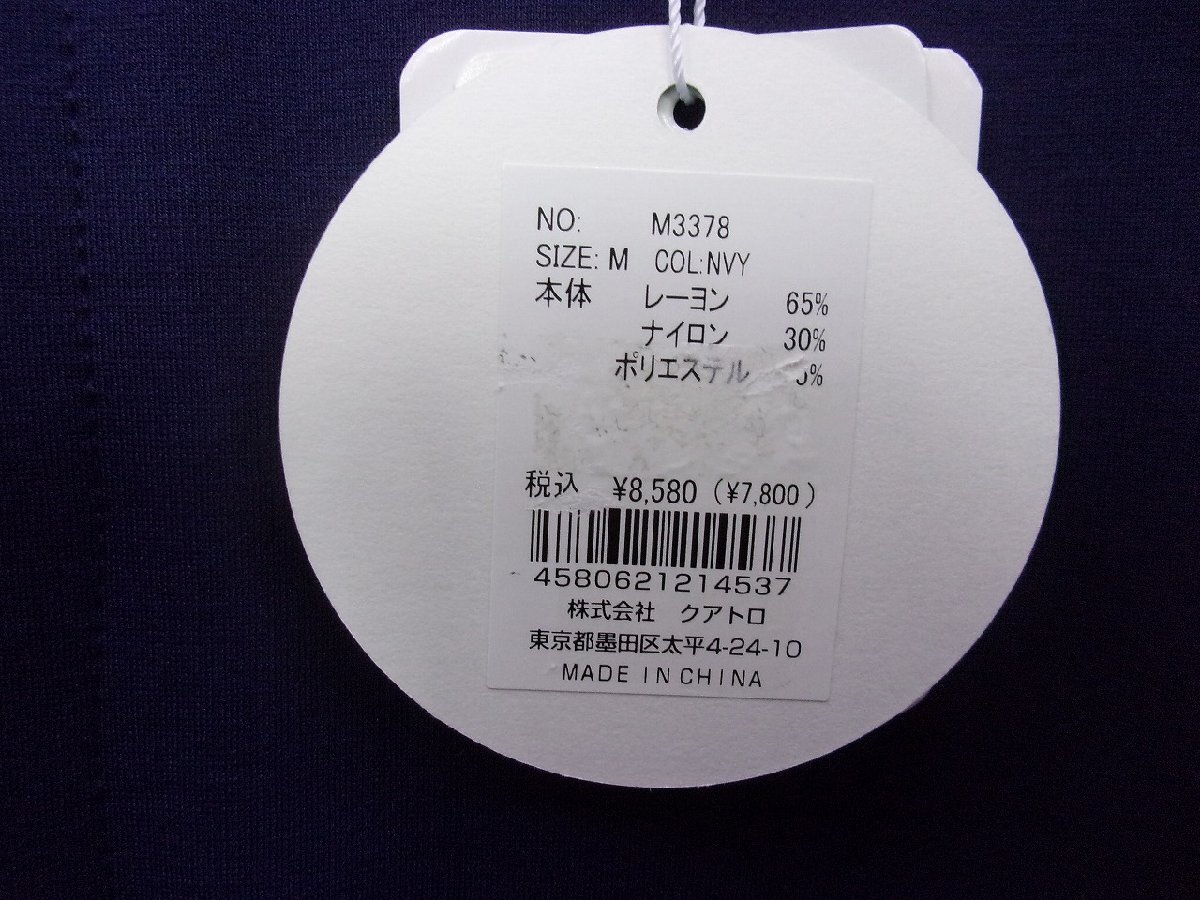 NO: M3378
SIZE: M COL:NVY
本体 レーヨン 65%
ナイロン 30%
ポリエステル %
税込 ¥8,580 (¥7,800)
4580621214537
株式会社 クアトロ
東京都墨田区太平4-24-10
MADE IN CHINA